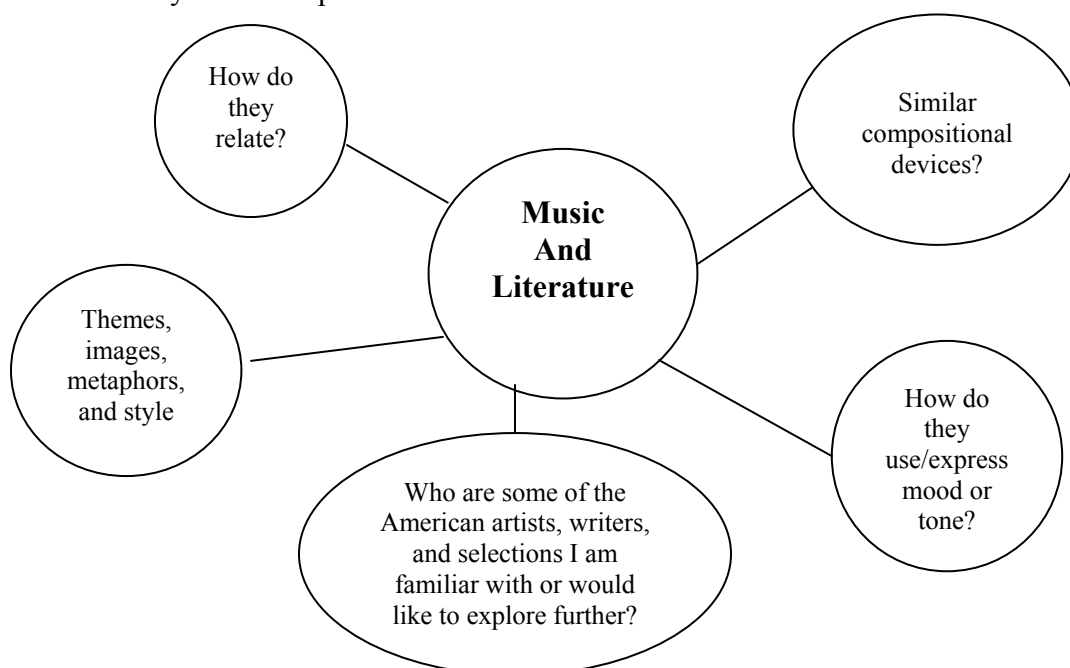 How do
they
relate?
Similar
compositional
devices?
Music
And
Literature
Themes,
images,
metaphors,
and style
How do
they
use/express
mood or
tone?
Who are some of the
American artists, writers,
and selections I am
familiar with or would
like to explore further?